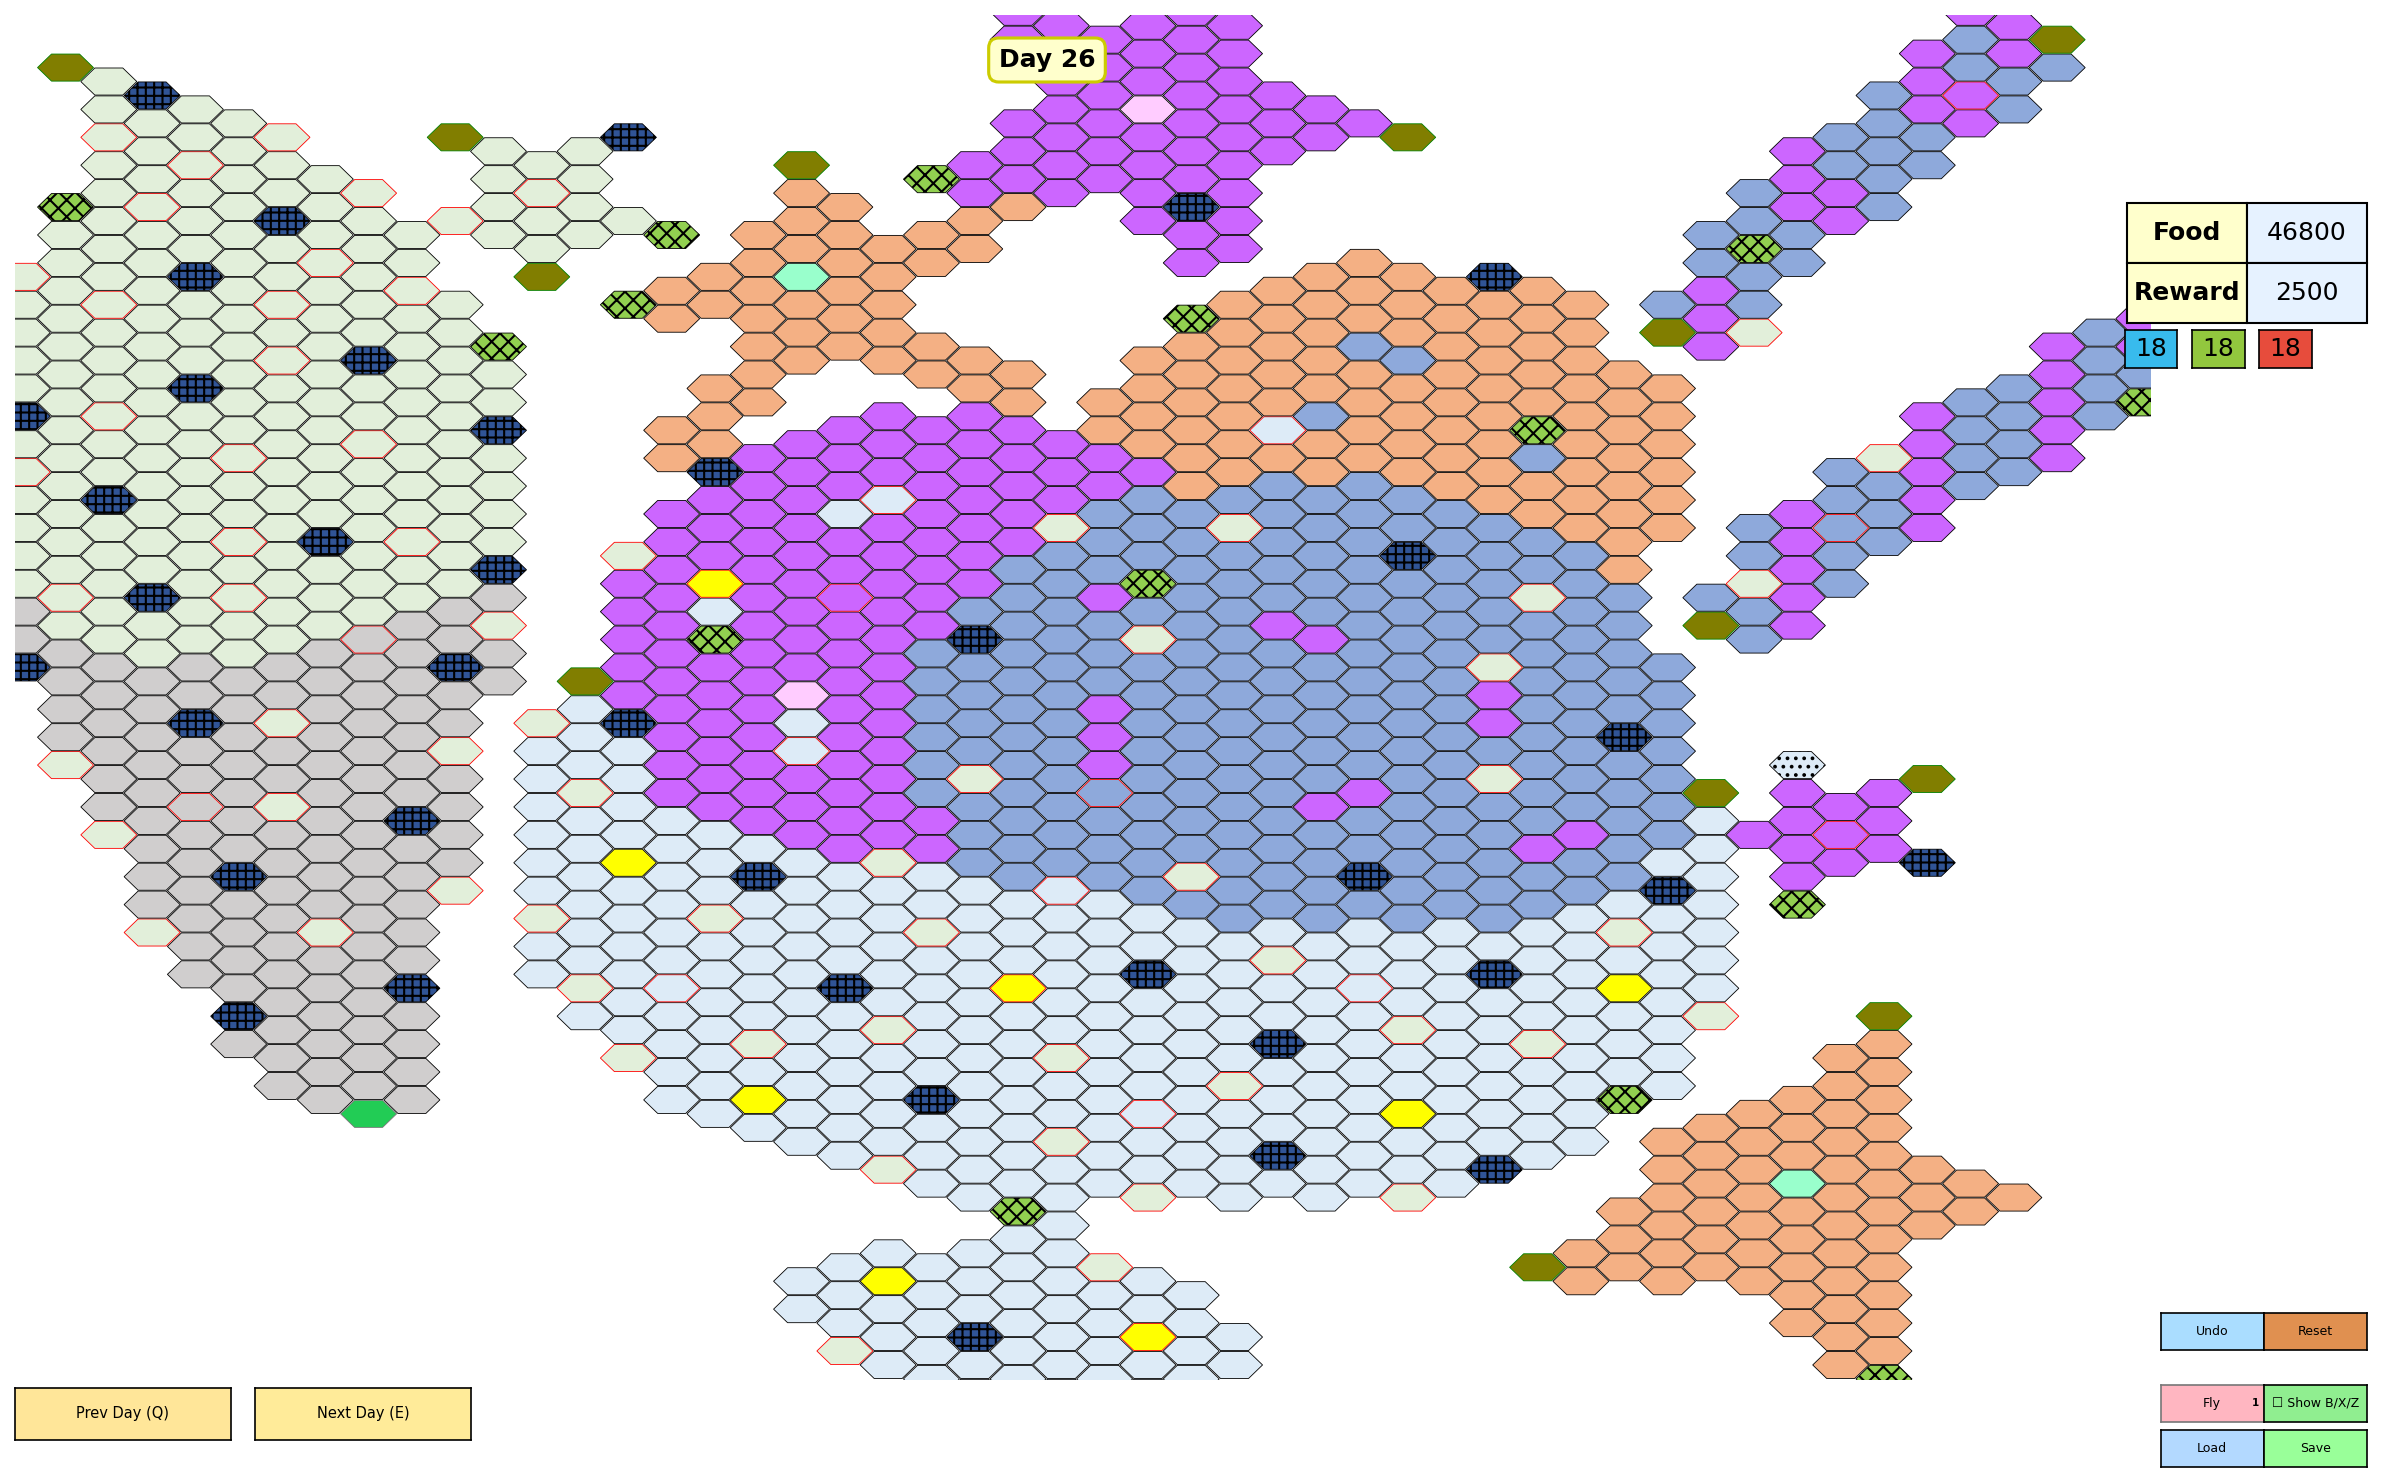 Day 26
Food 46800
Reward 2500
18 18 18
Undo Reset
Prev Day (Q) Next Day (E)
Fly 1 ☐ Show B/X/Z
Load Save